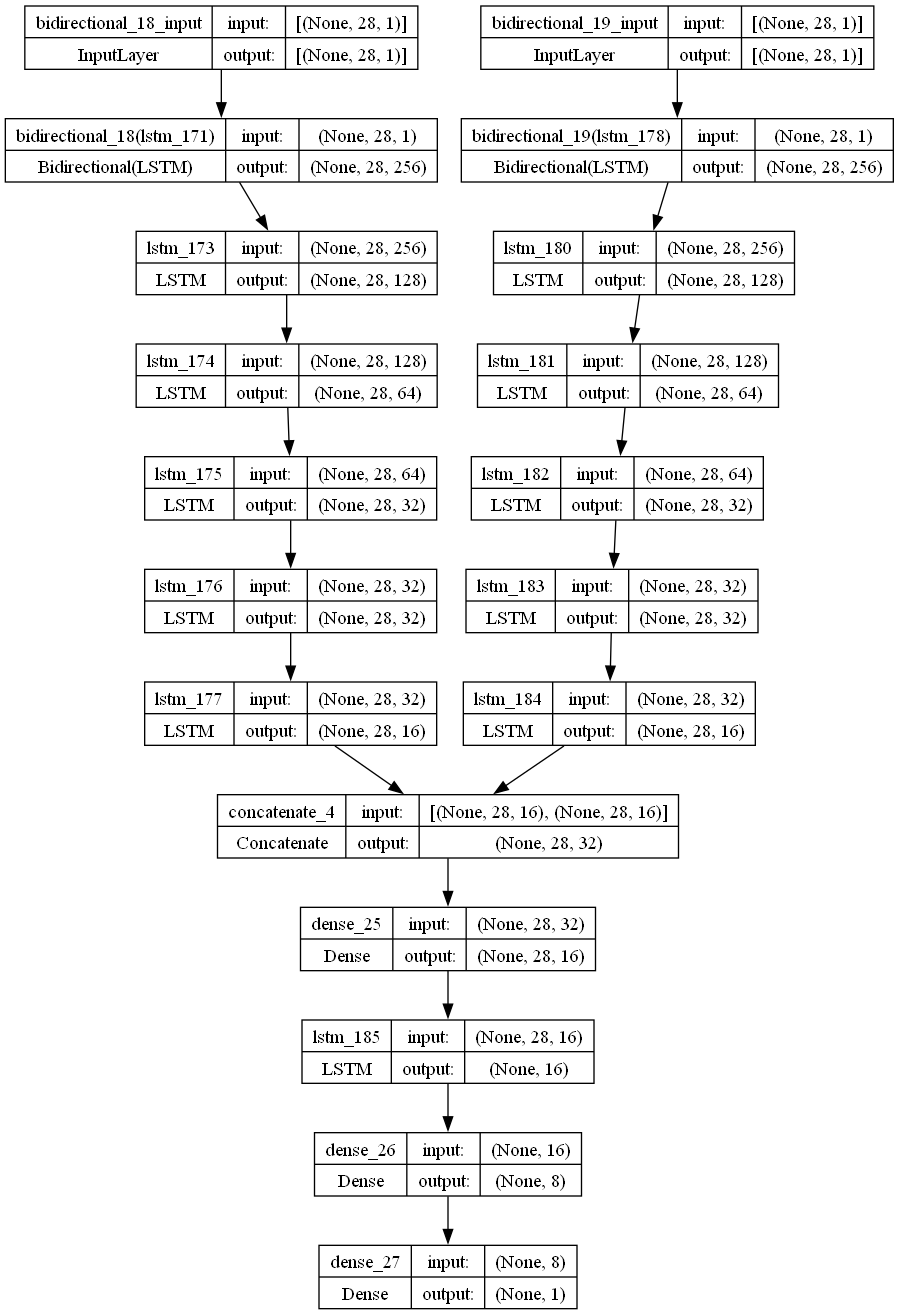 bidirectional_18_input input: [(None, 28, 1)]
InputLayer output: [(None, 28, 1)]
bidirectional_19_input input: [(None, 28, 1)]
InputLayer output: [(None, 28, 1)]
bidirectional_18(lstm_171) input: (None, 28, 1)
Bidirectional(LSTM) output: (None, 28, 256)
bidirectional_19(lstm_178) input: (None, 28, 1)
Bidirectional(LSTM) output: (None, 28, 256)
lstm_173 input: (None, 28, 256)
LSTM output: (None, 28, 128)
lstm_180 input: (None, 28, 256)
LSTM output: (None, 28, 128)
lstm_174 input: (None, 28, 128)
LSTM output: (None, 28, 64)
lstm_181 input: (None, 28, 128)
LSTM output: (None, 28, 64)
lstm_175 input: (None, 28, 64)
LSTM output: (None, 28, 32)
lstm_182 input: (None, 28, 64)
LSTM output: (None, 28, 32)
lstm_176 input: (None, 28, 32)
LSTM output: (None, 28, 32)
lstm_183 input: (None, 28, 32)
LSTM output: (None, 28, 32)
lstm_177 input: (None, 28, 32)
LSTM output: (None, 28, 16)
lstm_184 input: (None, 28, 32)
LSTM output: (None, 28, 16)
concatenate_4 input: [(None, 28, 16), (None, 28, 16)]
Concatenate output: (None, 28, 32)
dense_25 input: (None, 28, 32)
Dense output: (None, 28, 16)
lstm_185 input: (None, 28, 16)
LSTM output: (None, 16)
dense_26 input: (None, 16)
Dense output: (None, 8)
dense_27 input: (None, 8)
Dense output: (None, 1)